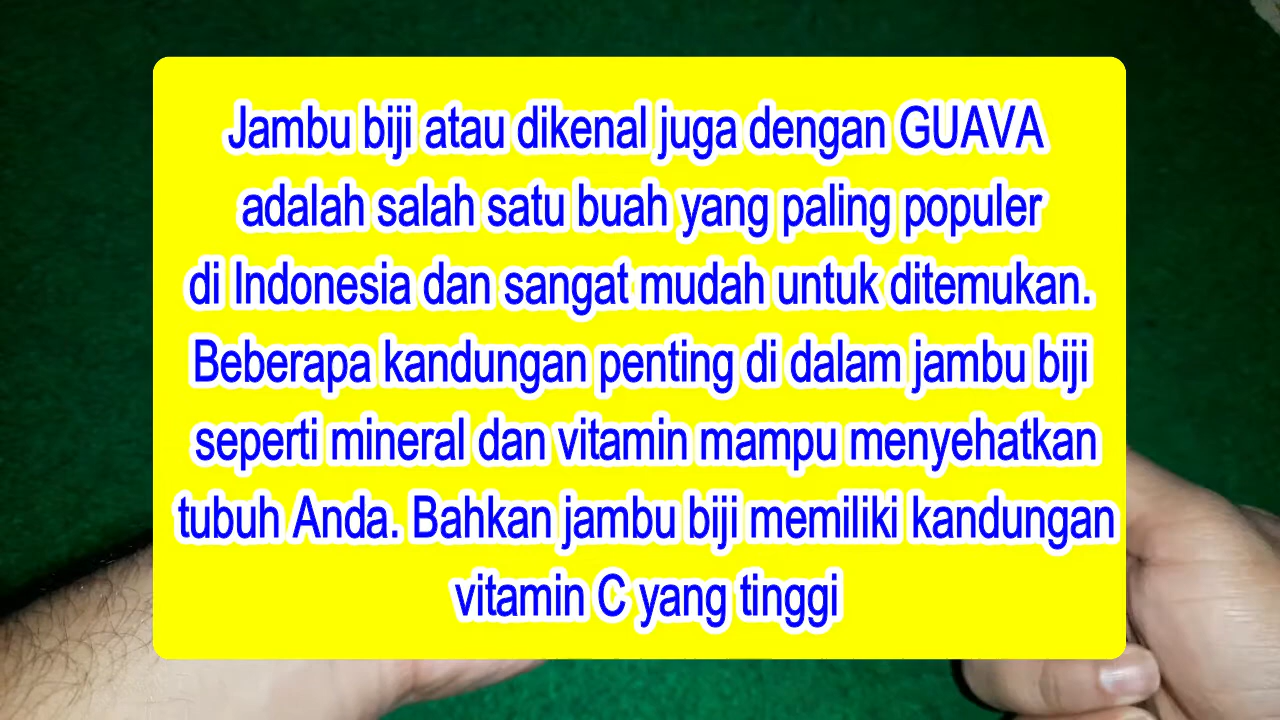 Jambu biji atau dikenal juga dengan GUAVA
adalah salah satu buah yang paling populer
di Indonesia dan sangat mudah untuk ditemukan.
Beberapa kandungan penting di dalam jambu biji
seperti mineral dan vitamin mampu menyehatkan
tubuh Anda. Bahkan jambu biji memiliki kandungan
vitamin C yang tinggi